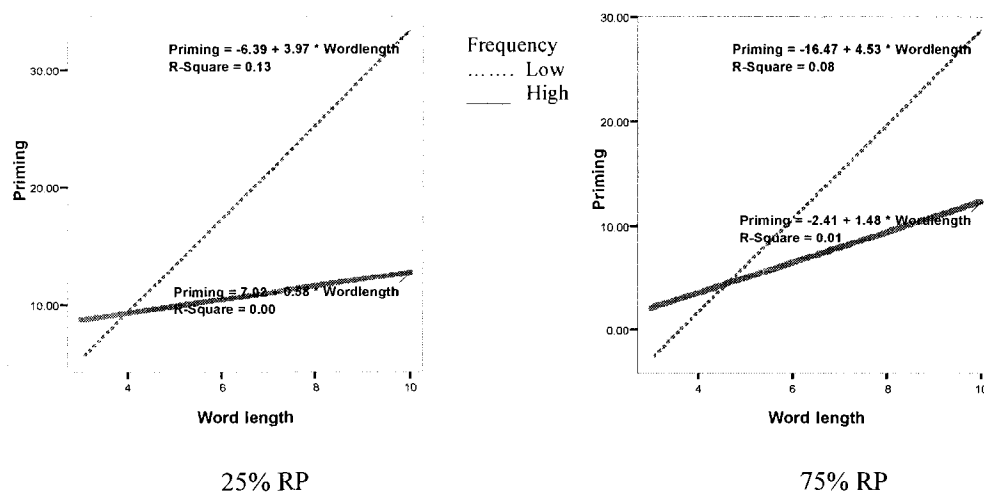 Priming = -6.39 + 3.97 * Wordlength
R-Square = 0.13
30.00
20.00
10.00
Priming
Priming = 7.02 + 0.58 * Wordlength
R-Square = 0.00
4 6 8 10
Word length
25% RP
Frequency
....... Low
High
Priming = -16.47 + 4.53 * Wordlength
R-Square = 0.08
30.00
20.00
10.00
0.00
Priming
Priming = -2.41 + 1.48 * Wordlength
R-Square = 0.01
4 6 8 10
Word length
75% RP